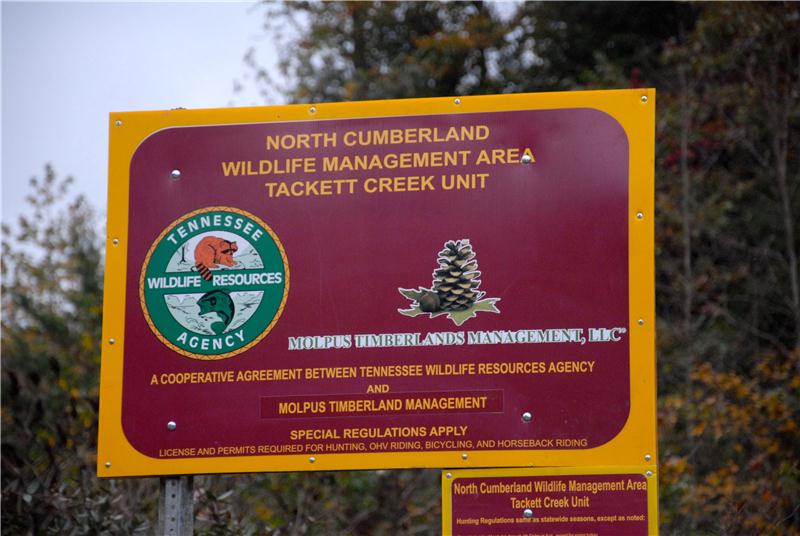 NORTH CUMBERLAND
WILDLIFE MANAGEMENT AREA
TACKETT CREEK UNIT
TENNESSEE
WILDLIFE RESOURCES
AGENCY
MOLPUS TIMBERLANDS MANAGEMENT, LLC
A COOPERATIVE AGREEMENT BETWEEN TENNESSEE WILDLIFE RESOURCES AGENCY
AND
MOLPUS TIMBERLAND MANAGEMENT
SPECIAL REGULATIONS APPLY
LICENSE AND PERMITS REQUIRED FOR HUNTING, OHV RIDING, BICYCLING, AND HORSEBACK RIDING
North Cumberland Wildlife Management Area
Tackett Creek Unit
Hunting Regulations same as statewide seasons, except as noted: